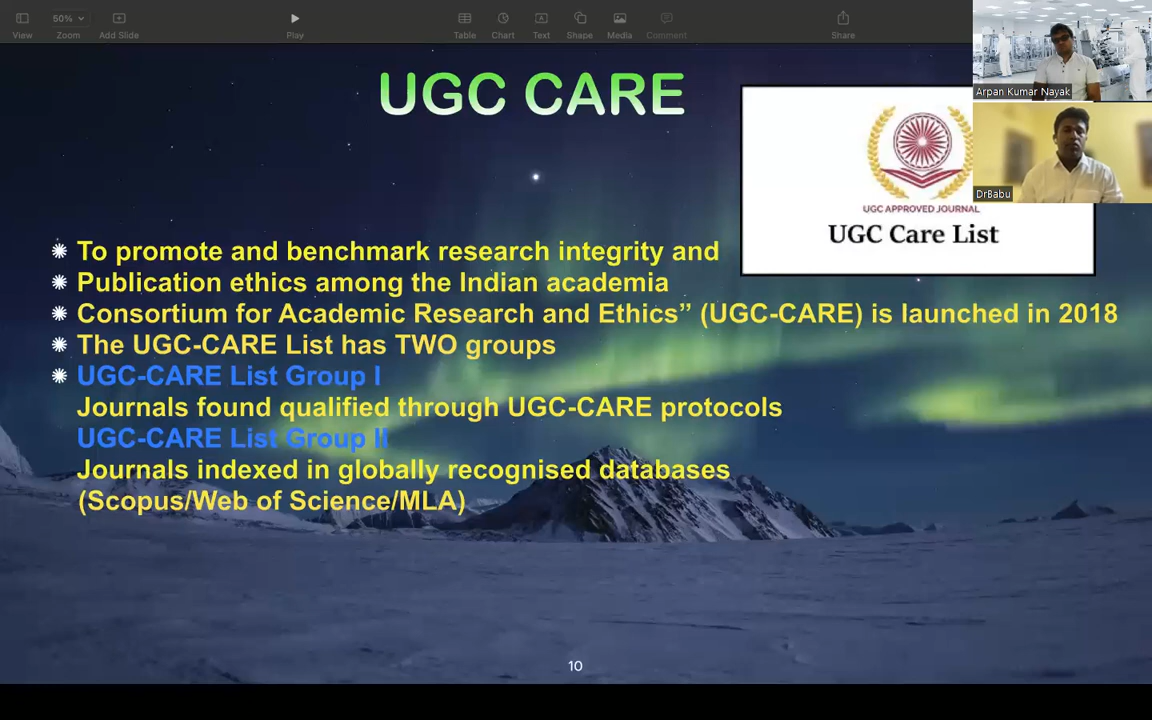 50%
View
Zoom
Add Slide
Play
Table
Chart
Text
Shape
Media
Comment
Share
Arpan Kumar Nayak
DrBabu
UGC CARE
UGC APPROVED JOURNAL
UGC Care List
To promote and benchmark research integrity and
Publication ethics among the Indian academia
Consortium for Academic Research and Ethics” (UGC-CARE) is launched in 2018
The UGC-CARE List has TWO groups
UGC-CARE List Group I
Journals found qualified through UGC-CARE protocols
UGC-CARE List Group II
Journals indexed in globally recognised databases
(Scopus/Web of Science/MLA)
10